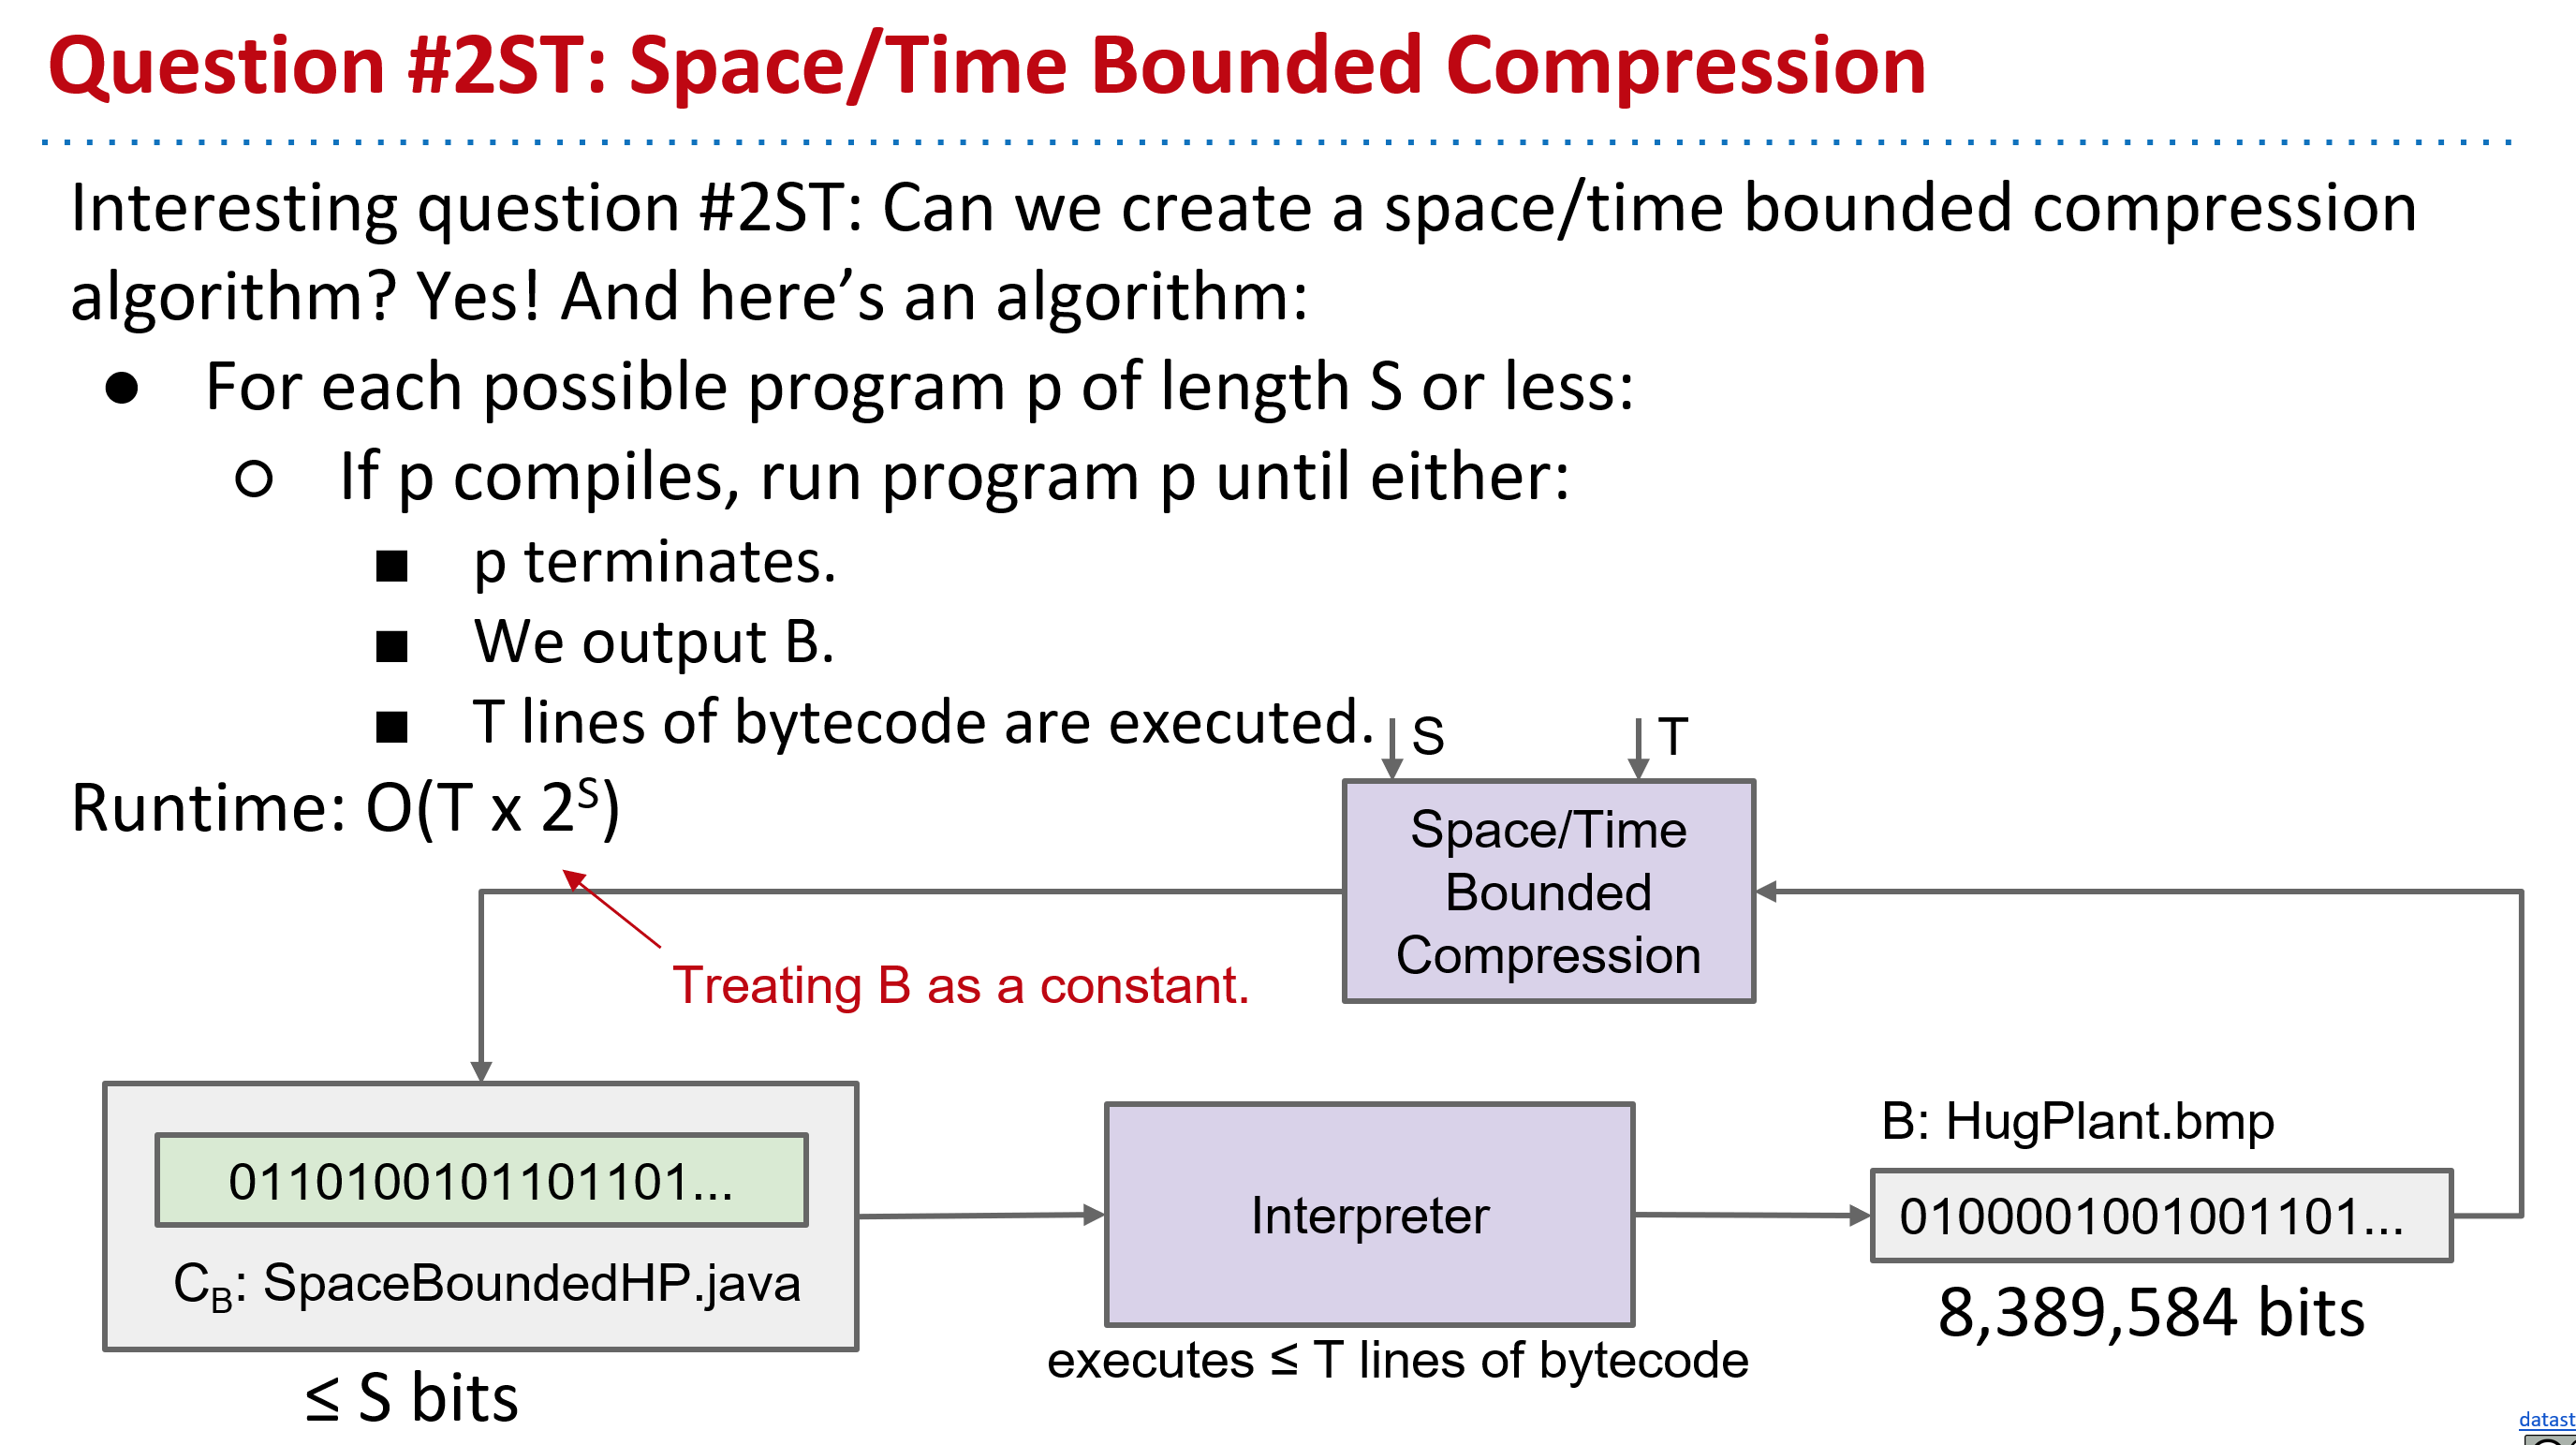 Question #2ST: Space/Time Bounded Compression
Interesting question #2ST: Can we create a space/time bounded compression
algorithm? Yes! And here’s an algorithm:
● For each possible program p of length S or less:
○ If p compiles, run program p until either:
■ p terminates.
■ We output B.
■ T lines of bytecode are executed.
S
T
Runtime: O(T x 2^S)
Space/Time
Bounded
Compression
Treating B as a constant.
B: HugPlant.bmp
0110100101101101...
Interpreter
0100001001001101...
C_B: SpaceBoundedHP.java
8,389,584 bits
executes ≤ T lines of bytecode
≤ S bits
datast